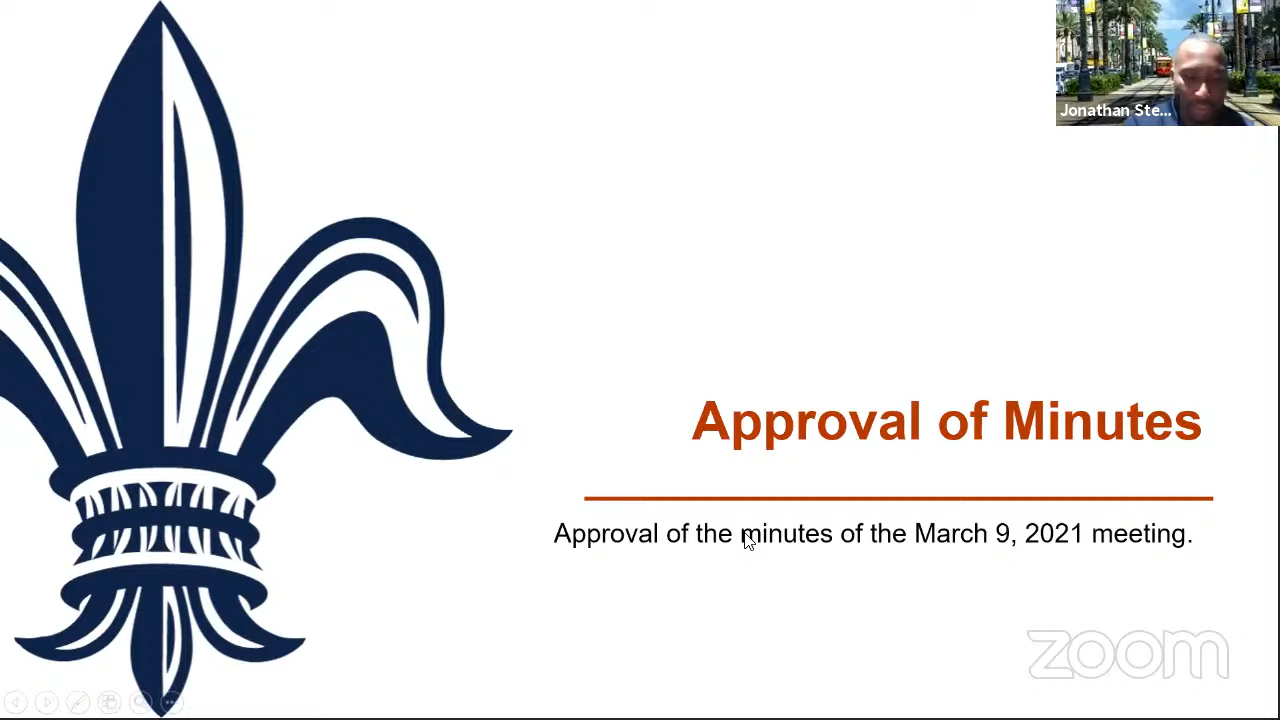 Jonathan Ste...
Approval of Minutes
Approval of the minutes of the March 9, 2021 meeting.
zoom